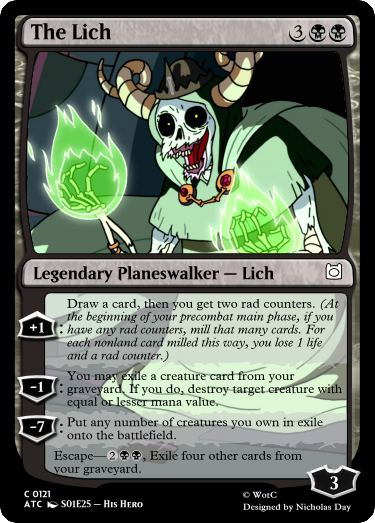 The Lich 3
Legendary Planeswalker — Lich
Draw a card, then you get two rad counters. (At
the beginning of your precombat main phase, if you
+1: have any rad counters, mill that many cards. For
each nonland card milled this way, you lose 1 life
and a rad counter.)
You may exile a creature card from your
−1: graveyard. If you do, destroy target creature with
equal or lesser mana value.
−7: Put any number of creatures you own in exile
onto the battlefield.
Escape—2, Exile four other cards from
your graveyard.
3
C 0121
ATC S01E25 – His Hero
© WotC
Designed by Nicholas Day